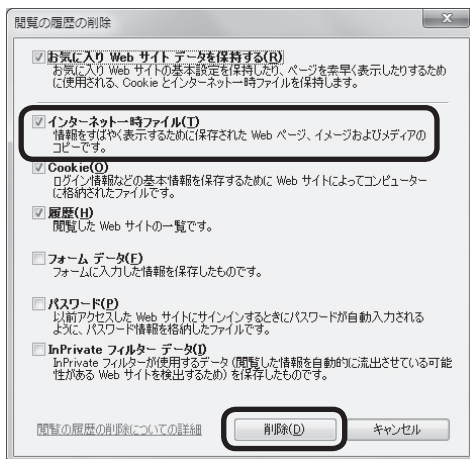 閲覧の履歴の削除
お気に入り Web サイト データを保持する(R)
お気に入り Web サイトの基本設定を保持したり、ページを素早く表示したりするため
に使用される、Cookie とインターネット一時ファイルを保持します。
インターネット一時ファイル(T)
情報をすばやく表示するために保存された Web ページ、イメージおよびメディアの
コピーです。
Cookie(O)
ログイン情報などの基本情報を保存するために Web サイトによってコンピューター
に格納されたファイルです。
履歴(H)
閲覧した Web サイトの一覧です。
フォーム データ(F)
フォームに入力した情報を保存したものです。
パスワード(P)
以前アクセスした Web サイトにサインインするときにパスワードが自動入力される
ように、パスワード情報を格納したファイルです。
InPrivate フィルター データ(I)
InPrivate フィルターが使用するデータ (閲覧した情報を自動的に流出させている可能
性がある Web サイトを検出するため) を保存したものです。
閲覧の履歴の削除についての詳細 削除(D) キャンセル